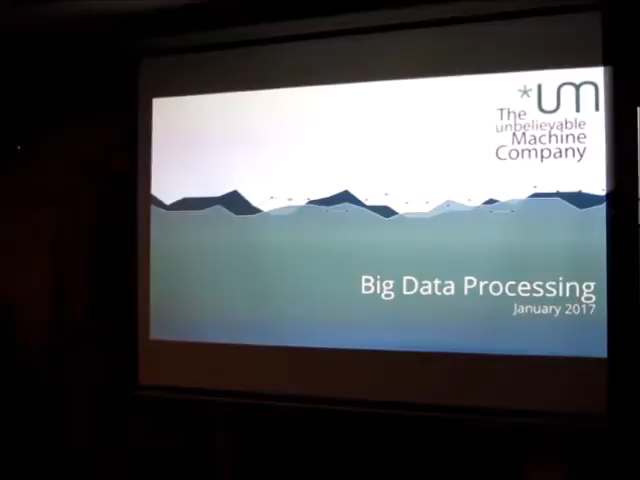 *UM
The
unbelievable
Machine
Company
Big Data Processing
January 2017